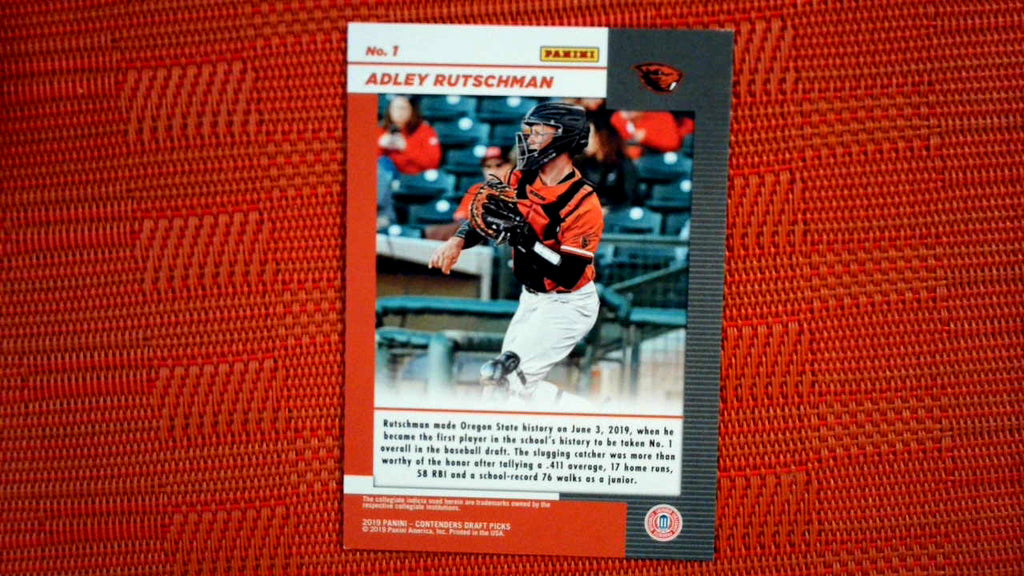 No. 1
PANINI
ADLEY RUTSCHMAN
Rutschman made Oregon State history on June 3, 2019, when he
became the first player in the school's history to be taken No. 1
overall in the baseball draft. The slugging catcher was more than
worthy of the honor after tallying a .411 average, 17 home runs,
58 RBI and a school-record 76 walks as a junior.
The collegiate indicia used herein are trademarks owned by the
respective collegiate institutions.
2019 PANINI – CONTENDERS DRAFT PICKS
© 2019 Panini America, Inc. Printed in the USA.